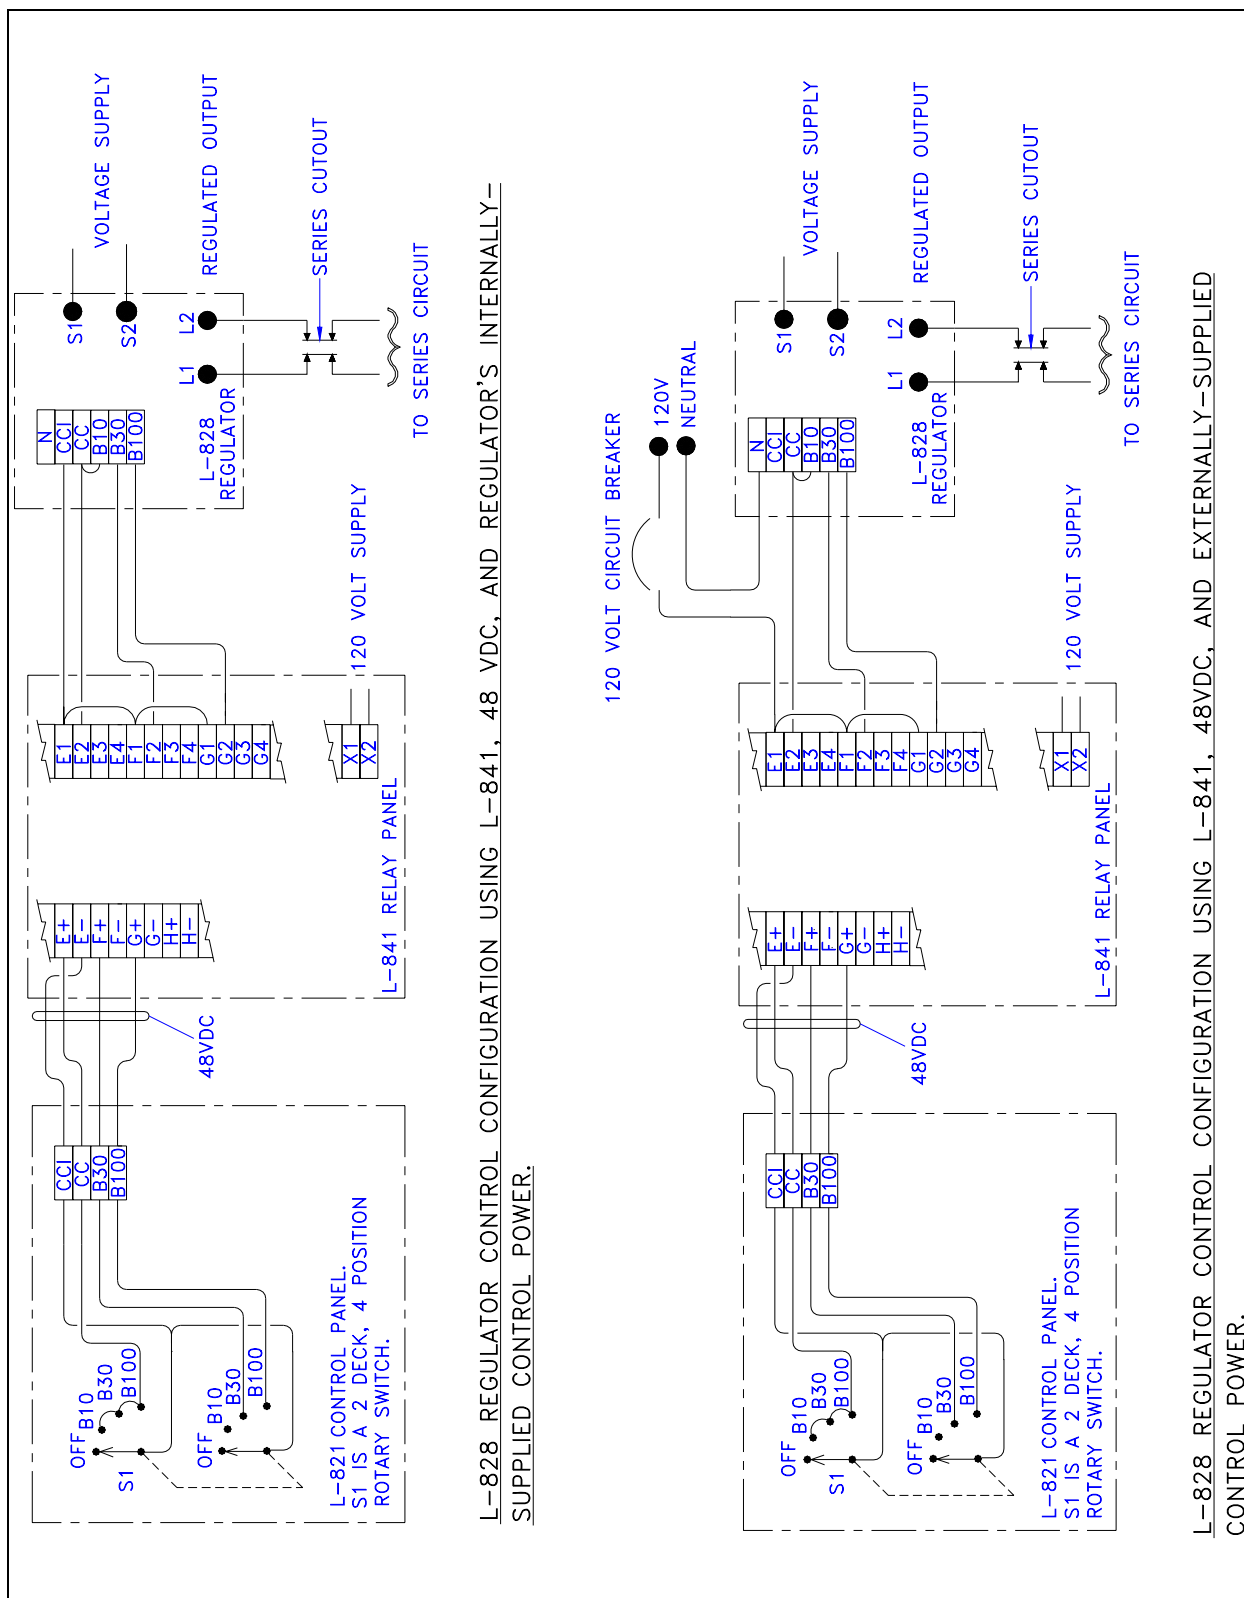 VOLTAGE SUPPLY
S1
S2
REGULATED OUTPUT
L1
L2
SERIES CUTOUT
TO SERIES CIRCUIT
N
CCI
CC
B10
B30
B100
L-828
REGULATOR
120 VOLT SUPPLY
E1
E2
E3
E4
F1
F2
F3
F4
G1
G2
G3
G4
X1
X2
E+
E-
F+
F-
G+
G-
H+
H-
L-841 RELAY PANEL
48VDC
CCI
CC
B30
B100
OFF
B10
B30
B100
S1
OFF
B10
B30
B100
L-821 CONTROL PANEL.
S1 IS A 2 DECK, 4 POSITION
ROTARY SWITCH.
L-828 REGULATOR CONTROL CONFIGURATION USING L-841, 48 VDC, AND REGULATOR'S INTERNALLY-
SUPPLIED CONTROL POWER.
120 VOLT CIRCUIT BREAKER
120V
NEUTRAL
VOLTAGE SUPPLY
S1
S2
REGULATED OUTPUT
L1
L2
SERIES CUTOUT
TO SERIES CIRCUIT
N
CCI
CC
B10
B30
B100
L-828
REGULATOR
120 VOLT SUPPLY
E1
E2
E3
E4
F1
F2
F3
F4
G1
G2
G3
G4
X1
X2
E+
E-
F+
F-
G+
G-
H+
H-
L-841 RELAY PANEL
48VDC
CCI
CC
B30
B100
OFF
B10
B30
B100
S1
OFF
B10
B30
B100
L-821 CONTROL PANEL.
S1 IS A 2 DECK, 4 POSITION
ROTARY SWITCH.
L-828 REGULATOR CONTROL CONFIGURATION USING L-841, 48VDC, AND EXTERNALLY-SUPPLIED
CONTROL POWER.